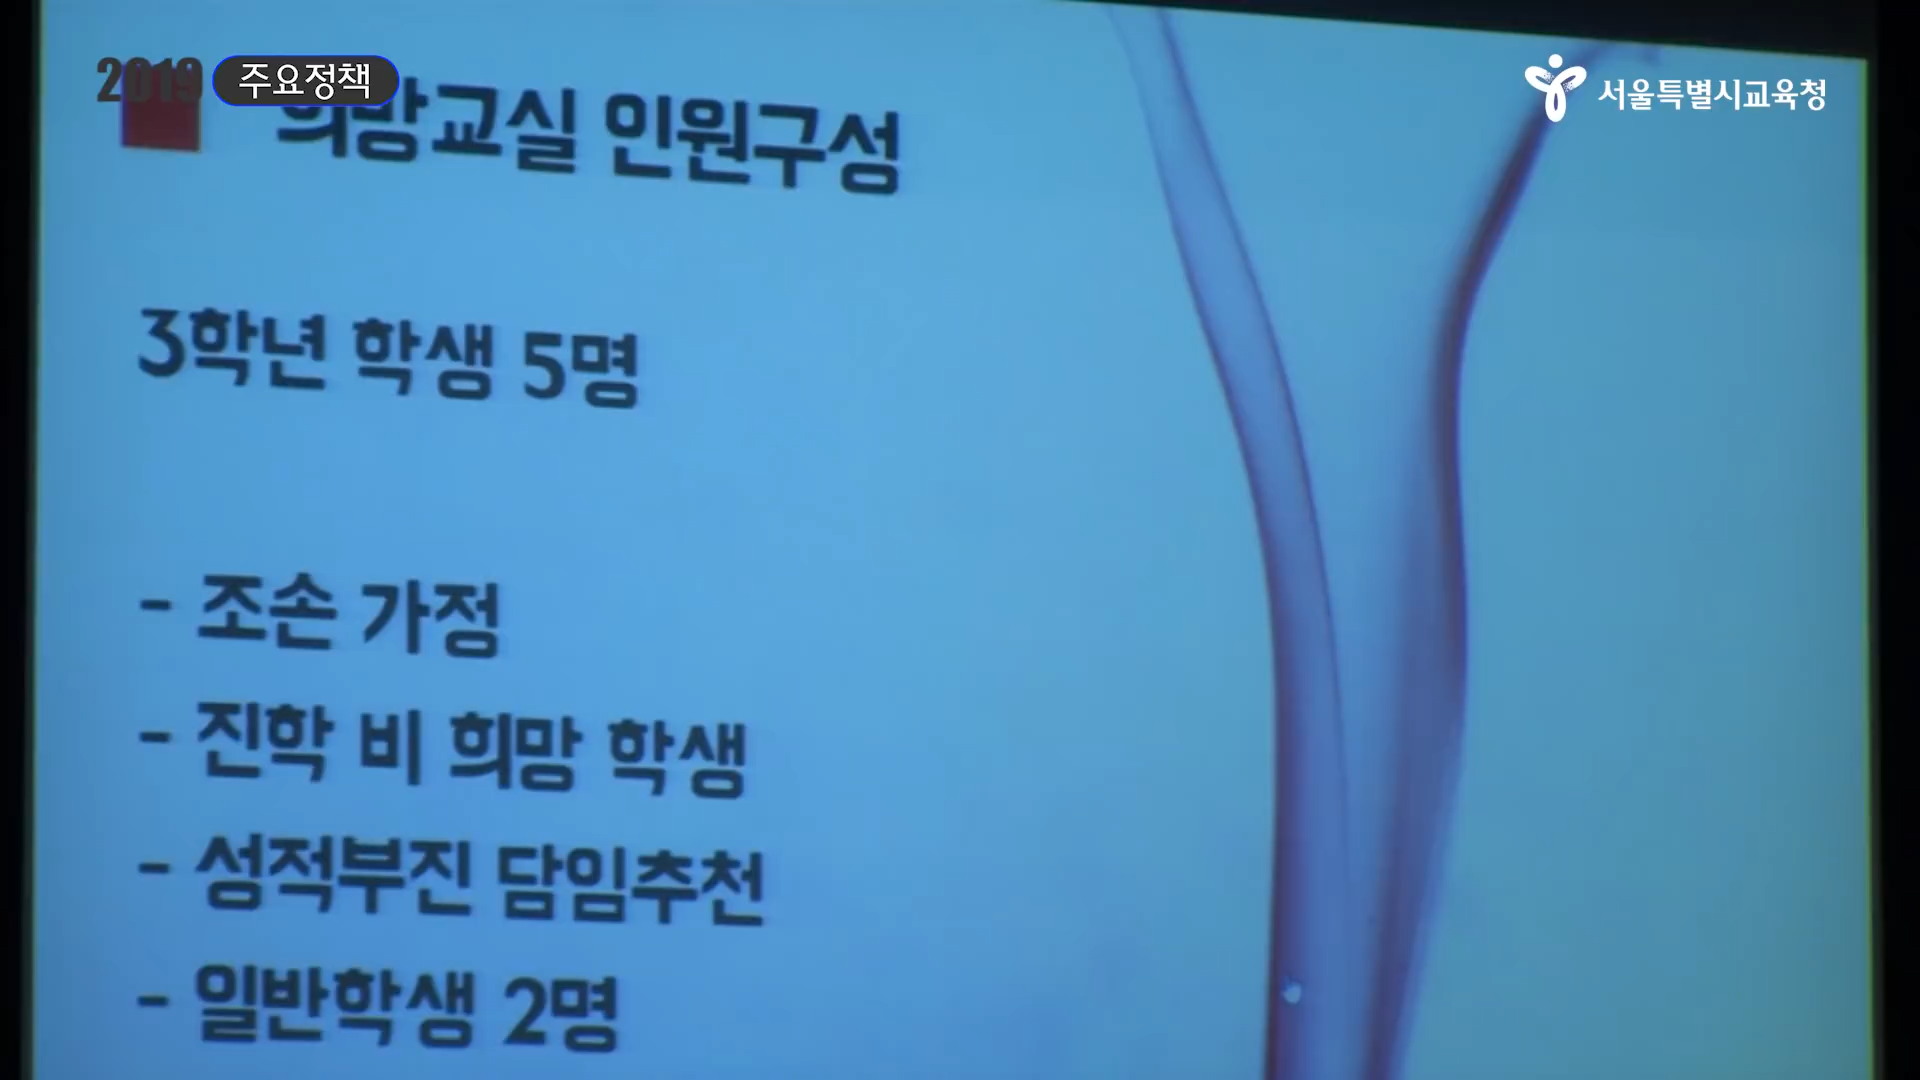 2019 주요정책
서울특별시교육청
희망교실 인원구성
3학년 학생 5명
- 조손 가정
- 진학 비 희망 학생
- 성적부진 담임추천
- 일반학생 2명